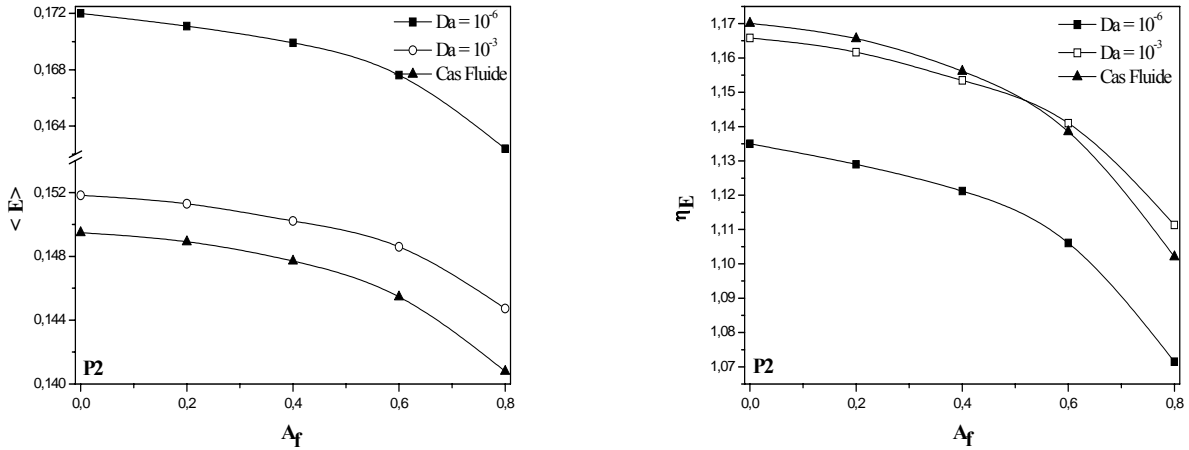 0,172
0,168
0,164
0,152
0,148
0,144
0,140
< E>
Da = 10-6
Da = 10-3
Cas Fluide
P2
0,0 0,2 0,4 0,6 0,8
Af
1,17
1,16
1,15
1,14
1,13
1,12
1,11
1,10
1,09
1,08
1,07
ηE
Da = 10-6
Da = 10-3
Cas Fluide
P2
0,0 0,2 0,4 0,6 0,8
Af